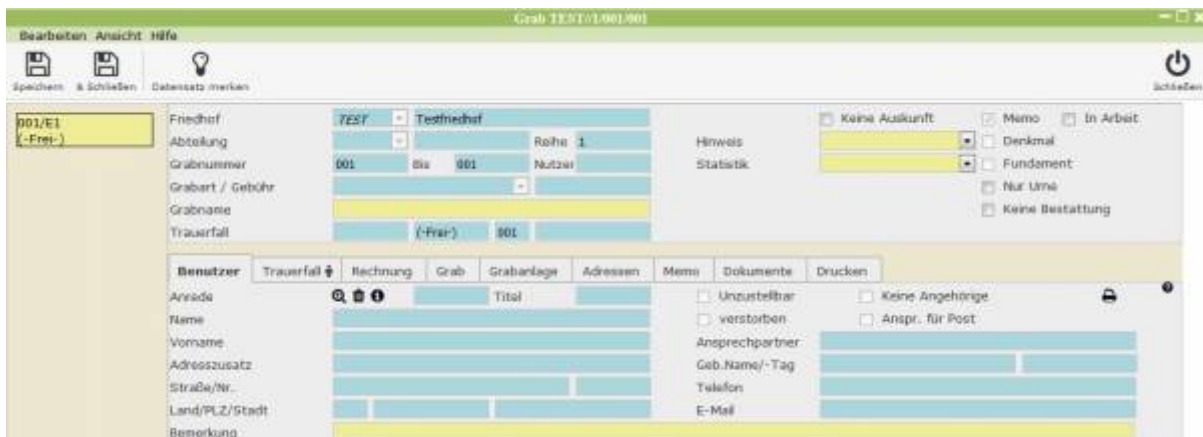 Grab TEST//1/001/001
Bearbeiten Ansicht Hilfe
Speichern & Schließen Datensatz merken Schließen
001/E1
(-Frei-)
Friedhof TEST Testfriedhof Keine Auskunft Memo In Arbeit
Abteilung Reihe 1 Hinweis Denkmal
Grabnummer 001 Bis 001 Nutzer Statistik Fundament
Grabart / Gebühr Nur Urne
Grabname Keine Bestattung
Trauerfall (-Frei-) 001
Benutzer Trauerfall Rechnung Grab Grabanlage Adressen Memo Dokumente Drucken
Anrede Titel Unzustellbar Keine Angehörige
Name verstorben Anspr. für Post
Vorname Ansprechpartner
Adresszusatz Geb.Name/-Tag
Straße/Nr. Telefon
Land/PLZ/Stadt E-Mail
Bemerkung